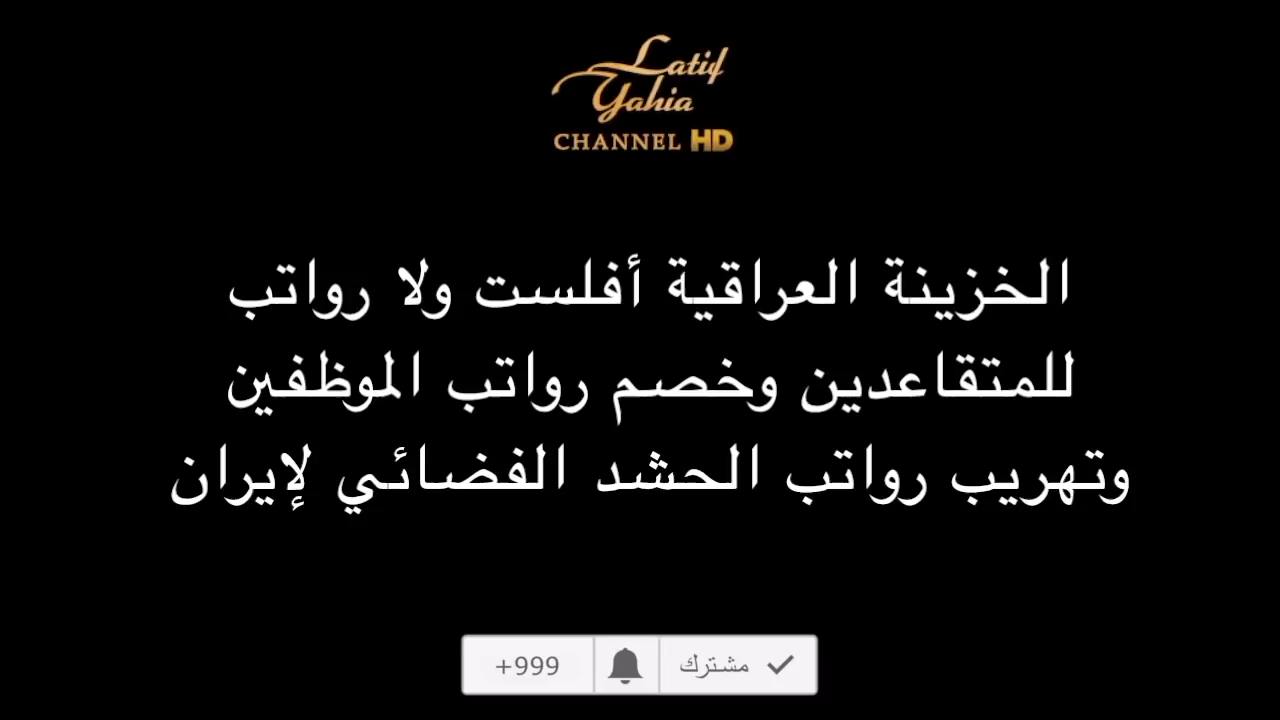 Latif
Yahia
CHANNEL HD
الخزينة العراقية أفلست ولا رواتب
للمتقاعدين وخصم رواتب الموظفين
وتهريب رواتب الحشد الفضائي لإيران
مشترك
+999